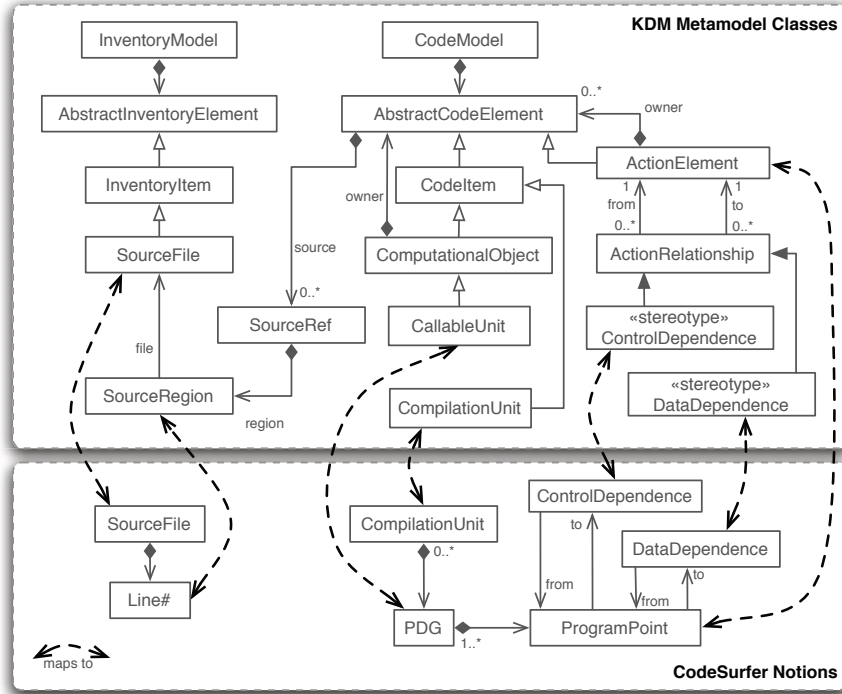 KDM Metamodel Classes
InventoryModel
CodeModel
0..*
AbstractInventoryElement
AbstractCodeElement
owner
ActionElement
InventoryItem
owner
CodeItem
1
1
from
to
0..*
0..*
SourceFile
source
ComputationalObject
ActionRelationship
0..*
SourceRef
CallableUnit
«stereotype»
ControlDependence
file
SourceRegion
region
CompilationUnit
«stereotype»
DataDependence
SourceFile
CompilationUnit
ControlDependence
0..*
to
DataDependence
Line#
from
from
to
PDG
1..*
ProgramPoint
maps to
CodeSurfer Notions